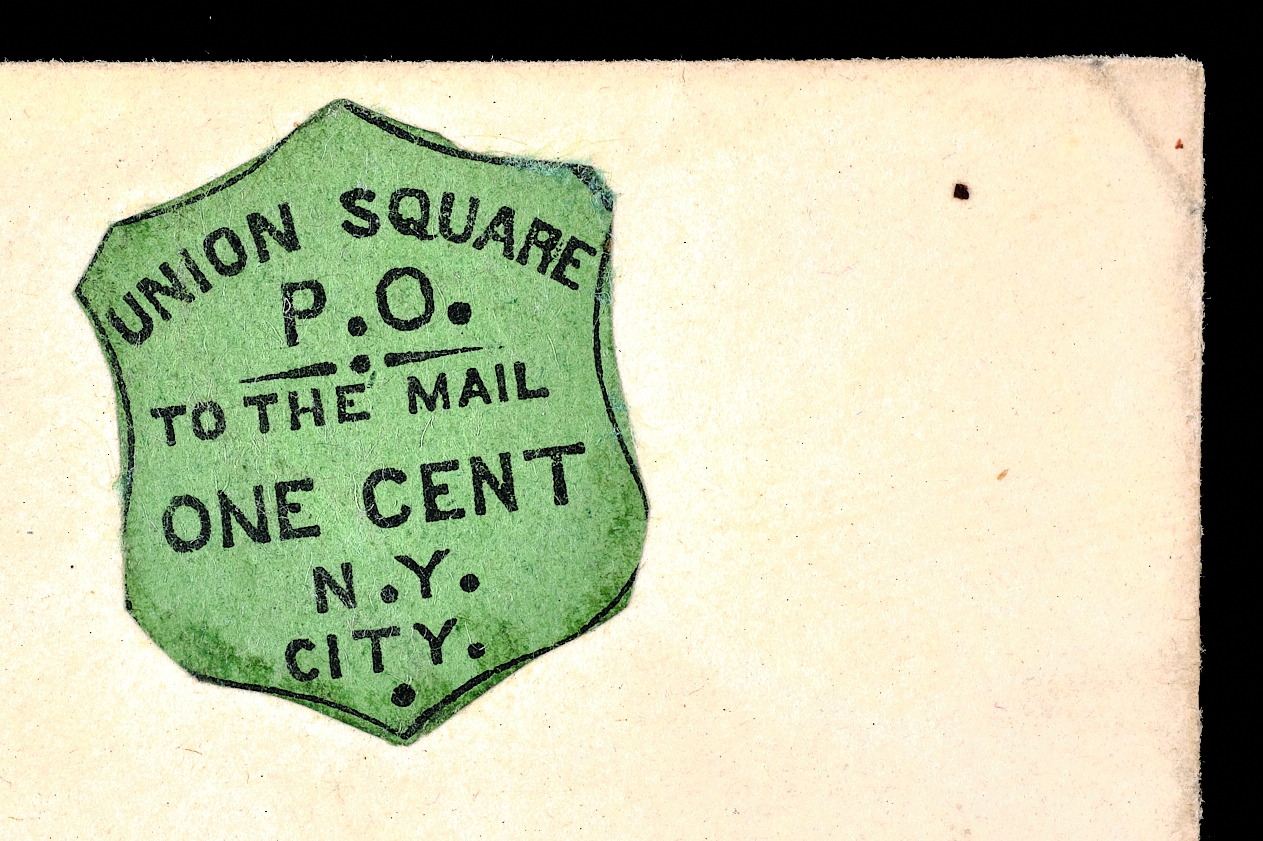 UNION SQUARE
P.O.
TO THE MAIL
ONE CENT
N.Y.
CITY.